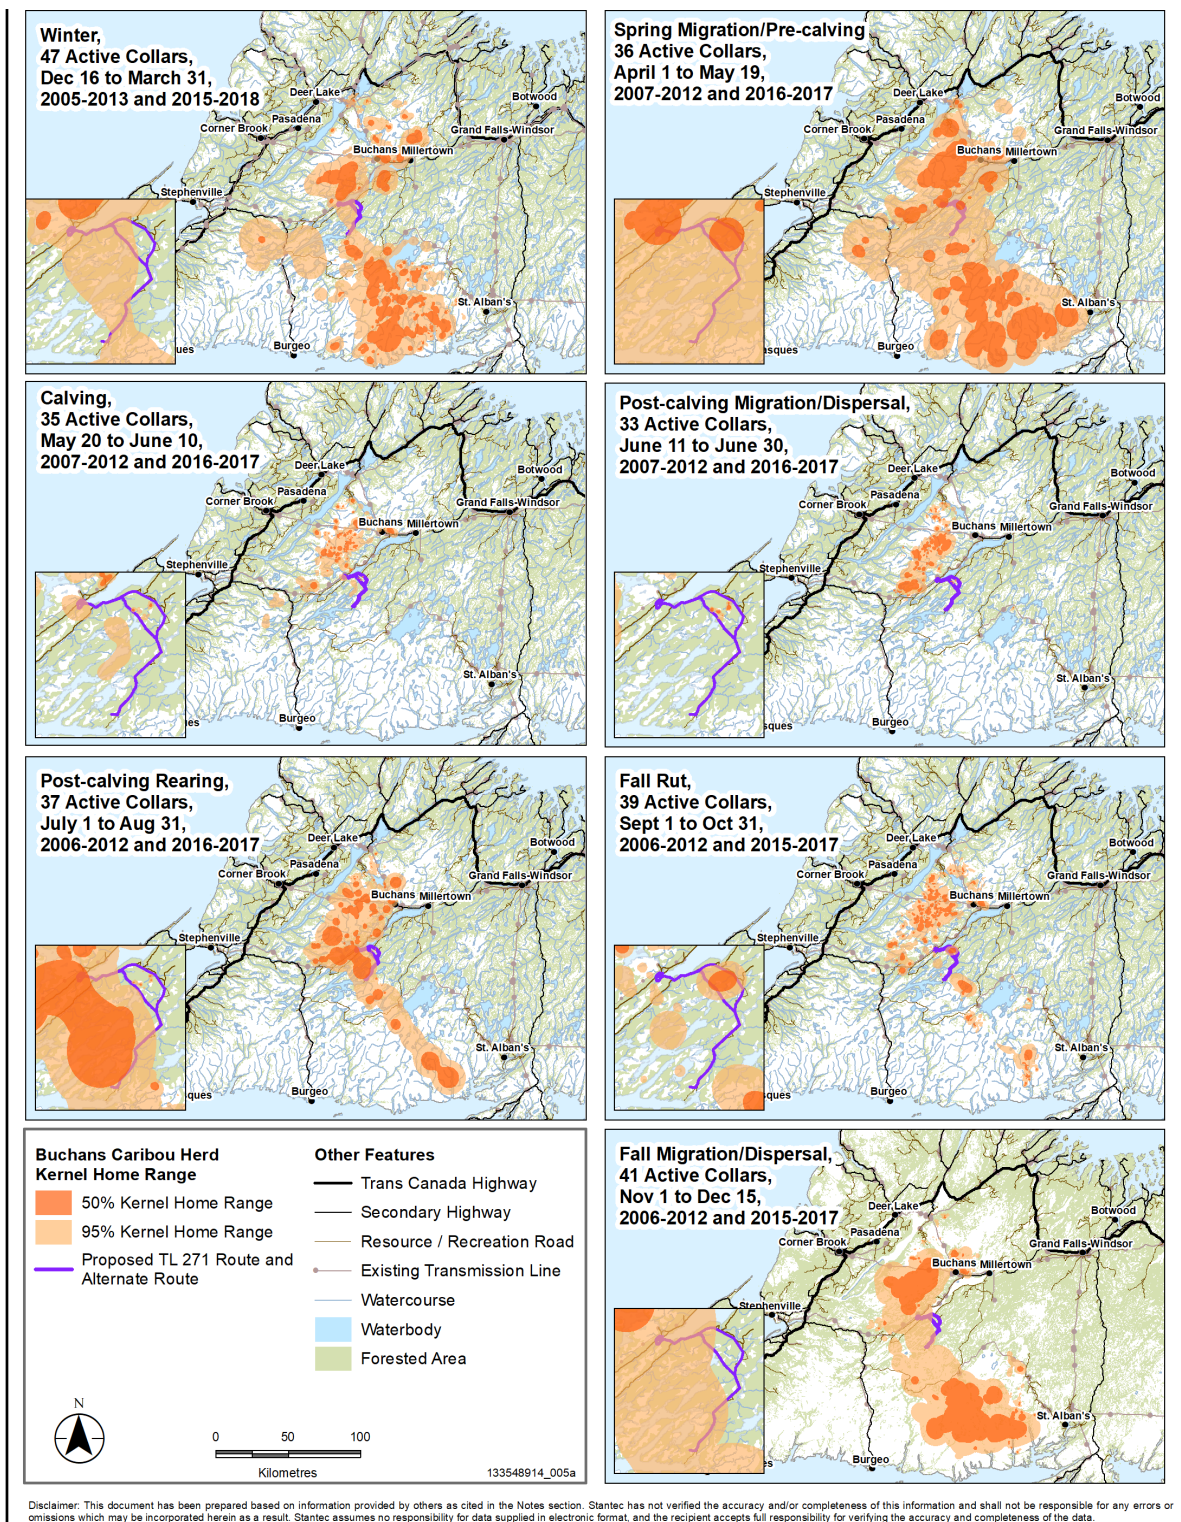 Winter,
47 Active Collars,
Dec 16 to March 31,
2005-2013 and 2015-2018
Deer Lake
Botwood
Pasadena
Corner Brook
Grand Falls-Windsor
Buchans Millertown
Stephenville
St. Alban's
Burgeo
ques
Spring Migration/Pre-calving
36 Active Collars,
April 1 to May 19,
2007-2012 and 2016-2017
Deer Lake
Botwood
Pasadena
Corner Brook
Grand Falls-Windsor
Buchans Millertown
Stephenville
St. Alban's
Burgeo
asques
Calving,
35 Active Collars,
May 20 to June 10,
2007-2012 and 2016-2017
Deer Lake
Botwood
Pasadena
Corner Brook
Grand Falls-Windsor
Buchans Millertown
Stephenville
St. Alban's
Burgeo
ues
Post-calving Migration/Dispersal,
33 Active Collars,
June 11 to June 30,
2007-2012 and 2016-2017
Deer Lake
Botwood
Pasadena
Corner Brook
Grand Falls-Windsor
Buchans Millertown
Stephenville
St. Alban's
Burgeo
sques
Post-calving Rearing,
37 Active Collars,
July 1 to Aug 31,
2006-2012 and 2016-2017
Deer Lake
Botwood
Pasadena
Corner Brook
Grand Falls-Windsor
Buchans Millertown
Stephenville
St. Alban's
Burgeo
sques
Fall Rut,
39 Active Collars,
Sept 1 to Oct 31,
2006-2012 and 2015-2017
Deer Lake
Botwood
Pasadena
Corner Brook
Grand Falls-Windsor
Buchans Millertown
Stephenville
St. Alban's
Burgeo
sques
Buchans Caribou Herd
Kernel Home Range
50% Kernel Home Range
95% Kernel Home Range
Proposed TL 271 Route and
Alternate Route
Other Features
Trans Canada Highway
Secondary Highway
Resource / Recreation Road
Existing Transmission Line
Watercourse
Waterbody
Forested Area
N
0 50 100
Kilometres
133548914_005a
Fall Migration/Dispersal,
41 Active Collars,
Nov 1 to Dec 15,
2006-2012 and 2015-2017
Deer Lake
Botwood
Pasadena
Corner Brook
Grand Falls-Windsor
Buchans Millertown
Stephenville
St. Alban's
Burgeo
es
Disclaimer: This document has been prepared based on information provided by others as cited in the Notes section. Stantec has not verified the accuracy and/or completeness of this information and shall not be responsible for any errors or
omissions which may be incorporated herein as a result. Stantec assumes no responsibility for data supplied in electronic format, and the recipient accepts full responsibility for verifying the accuracy and completeness of the data.